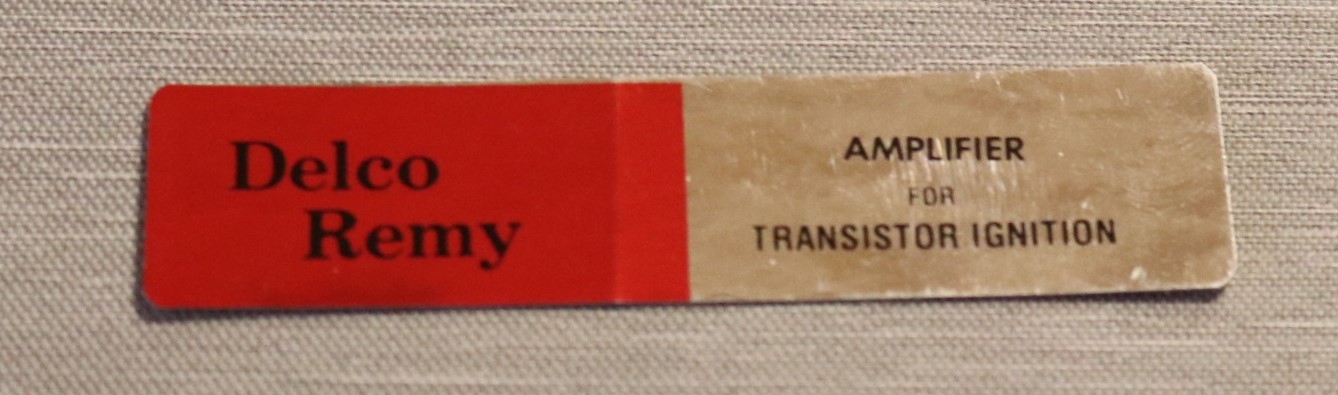 Delco
Remy
AMPLIFIER
FOR
TRANSISTOR IGNITION